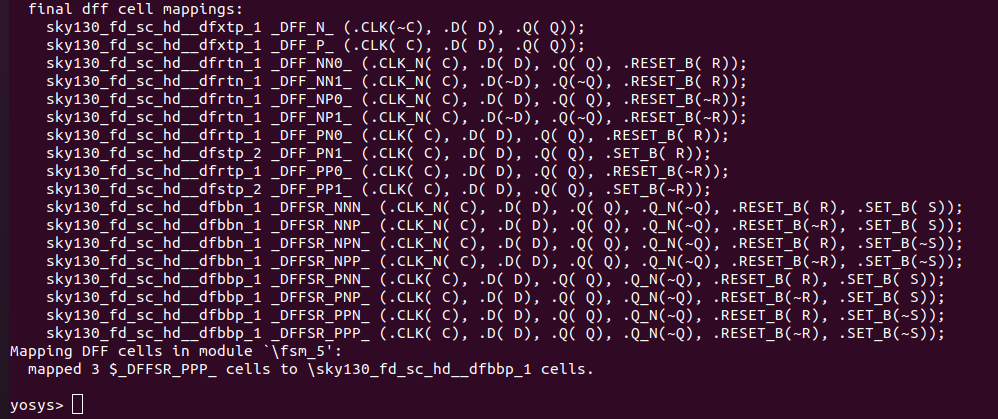 final dff cell mappings:
sky130_fd_sc_hd__dfxtp_1 _DFF_N_ (.CLK(~C), .D( D), .Q( Q));
sky130_fd_sc_hd__dfxtp_1 _DFF_P_ (.CLK( C), .D( D), .Q( Q));
sky130_fd_sc_hd__dfrtn_1 _DFF_NN0_ (.CLK_N( C), .D( D), .Q( Q), .RESET_B( R));
sky130_fd_sc_hd__dfrtn_1 _DFF_NN1_ (.CLK_N( C), .D(~D), .Q(~Q), .RESET_B( R));
sky130_fd_sc_hd__dfrtn_1 _DFF_NP0_ (.CLK_N( C), .D( D), .Q( Q), .RESET_B(~R));
sky130_fd_sc_hd__dfrtn_1 _DFF_NP1_ (.CLK_N( C), .D(~D), .Q(~Q), .RESET_B(~R));
sky130_fd_sc_hd__dfrtp_1 _DFF_PN0_ (.CLK( C), .D( D), .Q( Q), .RESET_B( R));
sky130_fd_sc_hd__dfstp_2 _DFF_PN1_ (.CLK( C), .D( D), .Q( Q), .SET_B( R));
sky130_fd_sc_hd__dfrtp_1 _DFF_PP0_ (.CLK( C), .D( D), .Q( Q), .RESET_B(~R));
sky130_fd_sc_hd__dfstp_2 _DFF_PP1_ (.CLK( C), .D( D), .Q( Q), .SET_B(~R));
sky130_fd_sc_hd__dfbbn_1 _DFFSR_NNN_ (.CLK_N( C), .D( D), .Q( Q), .Q_N(~Q), .RESET_B( R), .SET_B( S));
sky130_fd_sc_hd__dfbbn_1 _DFFSR_NNP_ (.CLK_N( C), .D( D), .Q( Q), .Q_N(~Q), .RESET_B(~R), .SET_B( S));
sky130_fd_sc_hd__dfbbn_1 _DFFSR_NPN_ (.CLK_N( C), .D( D), .Q( Q), .Q_N(~Q), .RESET_B( R), .SET_B(~S));
sky130_fd_sc_hd__dfbbn_1 _DFFSR_NPP_ (.CLK_N( C), .D( D), .Q( Q), .Q_N(~Q), .RESET_B(~R), .SET_B(~S));
sky130_fd_sc_hd__dfbbp_1 _DFFSR_PNN_ (.CLK( C), .D( D), .Q( Q), .Q_N(~Q), .RESET_B( R), .SET_B( S));
sky130_fd_sc_hd__dfbbp_1 _DFFSR_PNP_ (.CLK( C), .D( D), .Q( Q), .Q_N(~Q), .RESET_B(~R), .SET_B( S));
sky130_fd_sc_hd__dfbbp_1 _DFFSR_PPN_ (.CLK( C), .D( D), .Q( Q), .Q_N(~Q), .RESET_B( R), .SET_B(~S));
sky130_fd_sc_hd__dfbbp_1 _DFFSR_PPP_ (.CLK( C), .D( D), .Q( Q), .Q_N(~Q), .RESET_B(~R), .SET_B(~S));
Mapping DFF cells in module `\fsm_5':
mapped 3 $_DFFSR_PPP_ cells to \sky130_fd_sc_hd__dfbbp_1 cells.
yosys>